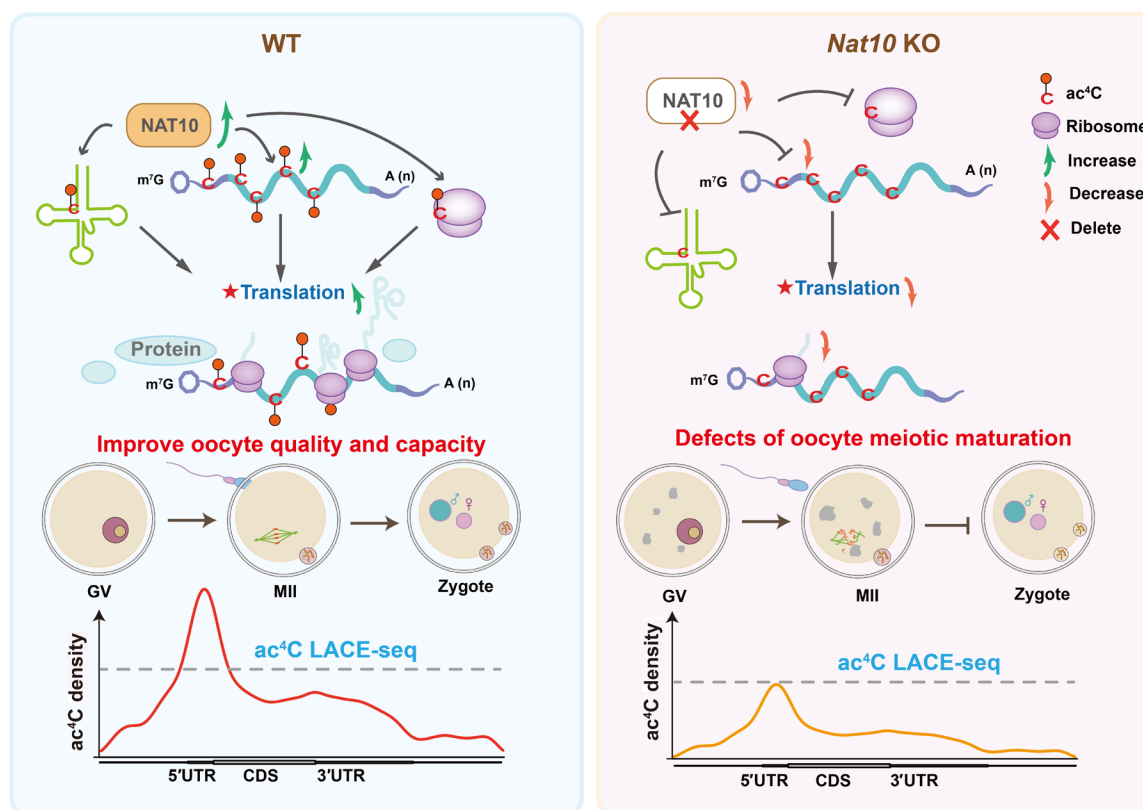 WT
NAT10
m⁷G
A (n)
C
C
C
C
C
C
C
★Translation
Protein
m⁷G
A (n)
C
C
C
C
Improve oocyte quality and capacity
♂
♀
GV
MII
Zygote
ac⁴C density
ac⁴C LACE-seq
5′UTR
CDS
3′UTR
Nat10 KO
NAT10
C
m⁷G
A (n)
C
C
C
C
C
C
★Translation
m⁷G
A (n)
C
C
C
C
Defects of oocyte meiotic maturation
♂
♀
GV
MII
Zygote
ac⁴C density
ac⁴C LACE-seq
5′UTR
CDS
3′UTR
C
ac⁴C
Ribosome
Increase
Decrease
Delete